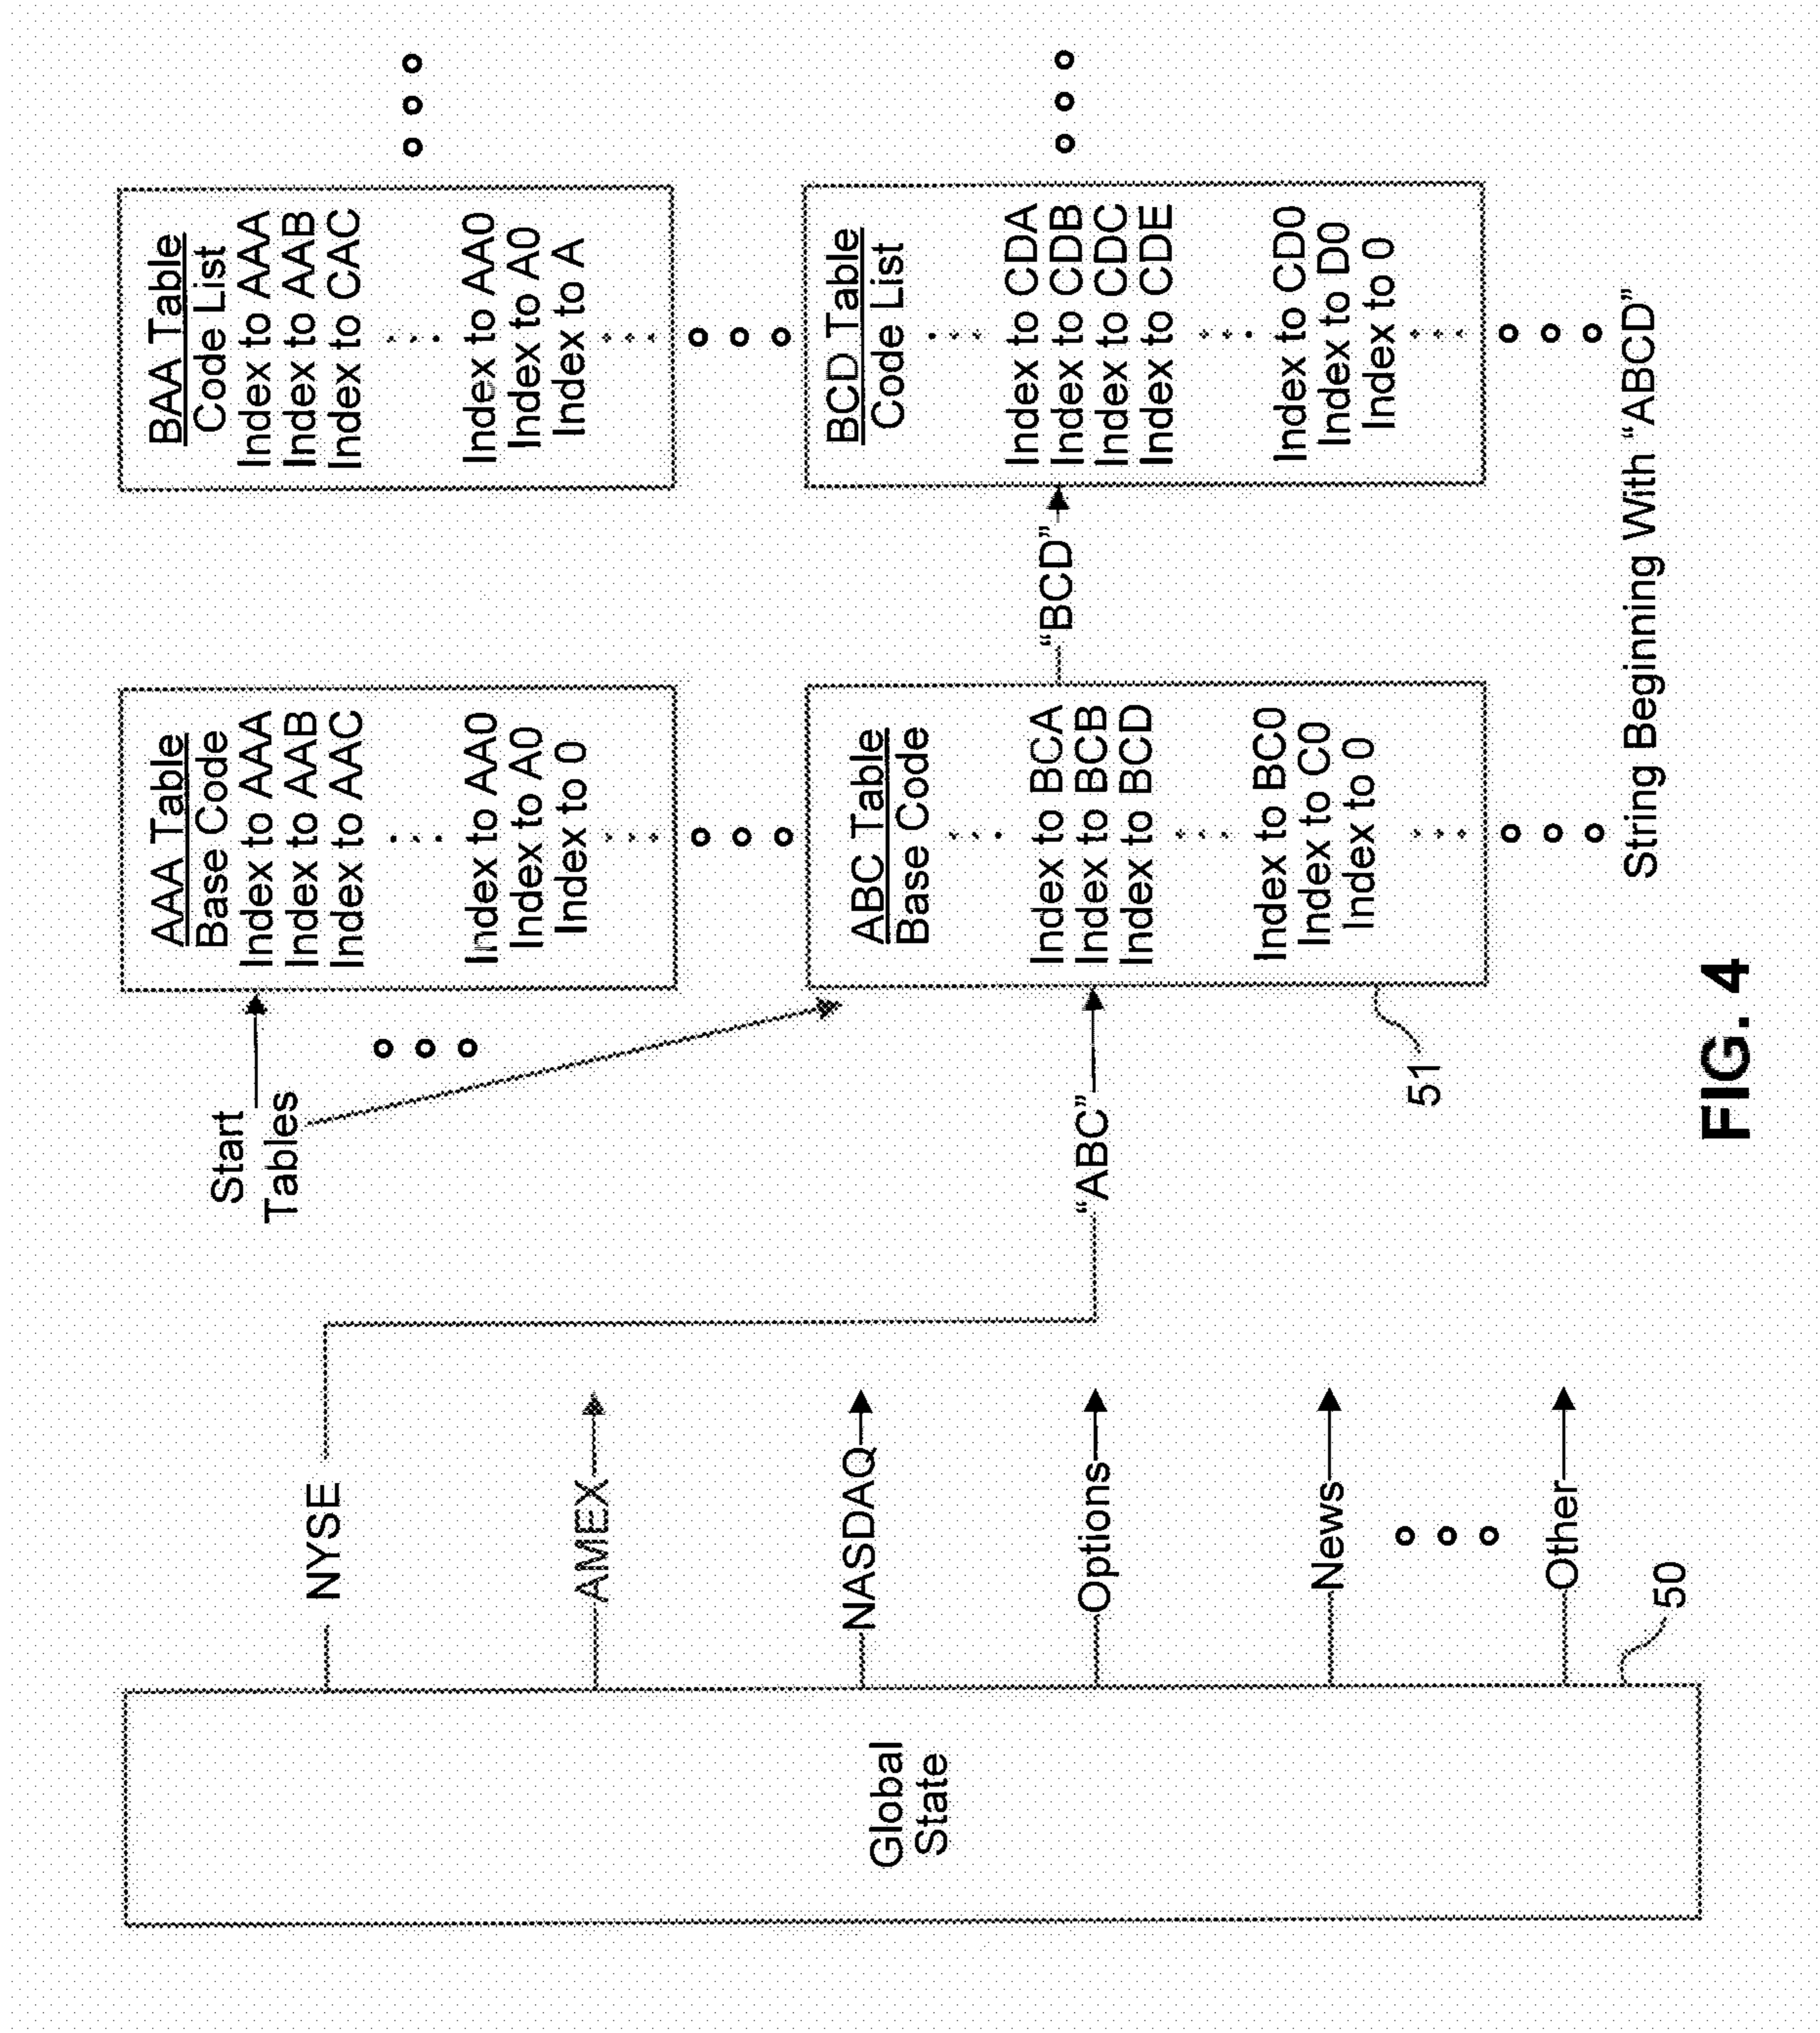 Global
State
50
NYSE
AMEX
NASDAQ
Options
News
Other
Start
Tables
"ABC"
51
AAA Table
Base Code
Index to AAA
Index to AAB
Index to AAC
Index to AA0
Index to A0
Index to 0
ABC Table
Base Code
Index to BCA
Index to BCB
Index to BCD
Index to BC0
Index to C0
Index to 0
"BCD"
BAA Table
Code List
Index to AAA
Index to AAB
Index to CAC
Index to AA0
Index to A0
Index to A
BCD Table
Code List
Index to CDA
Index to CDB
Index to CDC
Index to CDE
Index to CD0
Index to D0
Index to 0
String Beginning With "ABCD"
FIG. 4